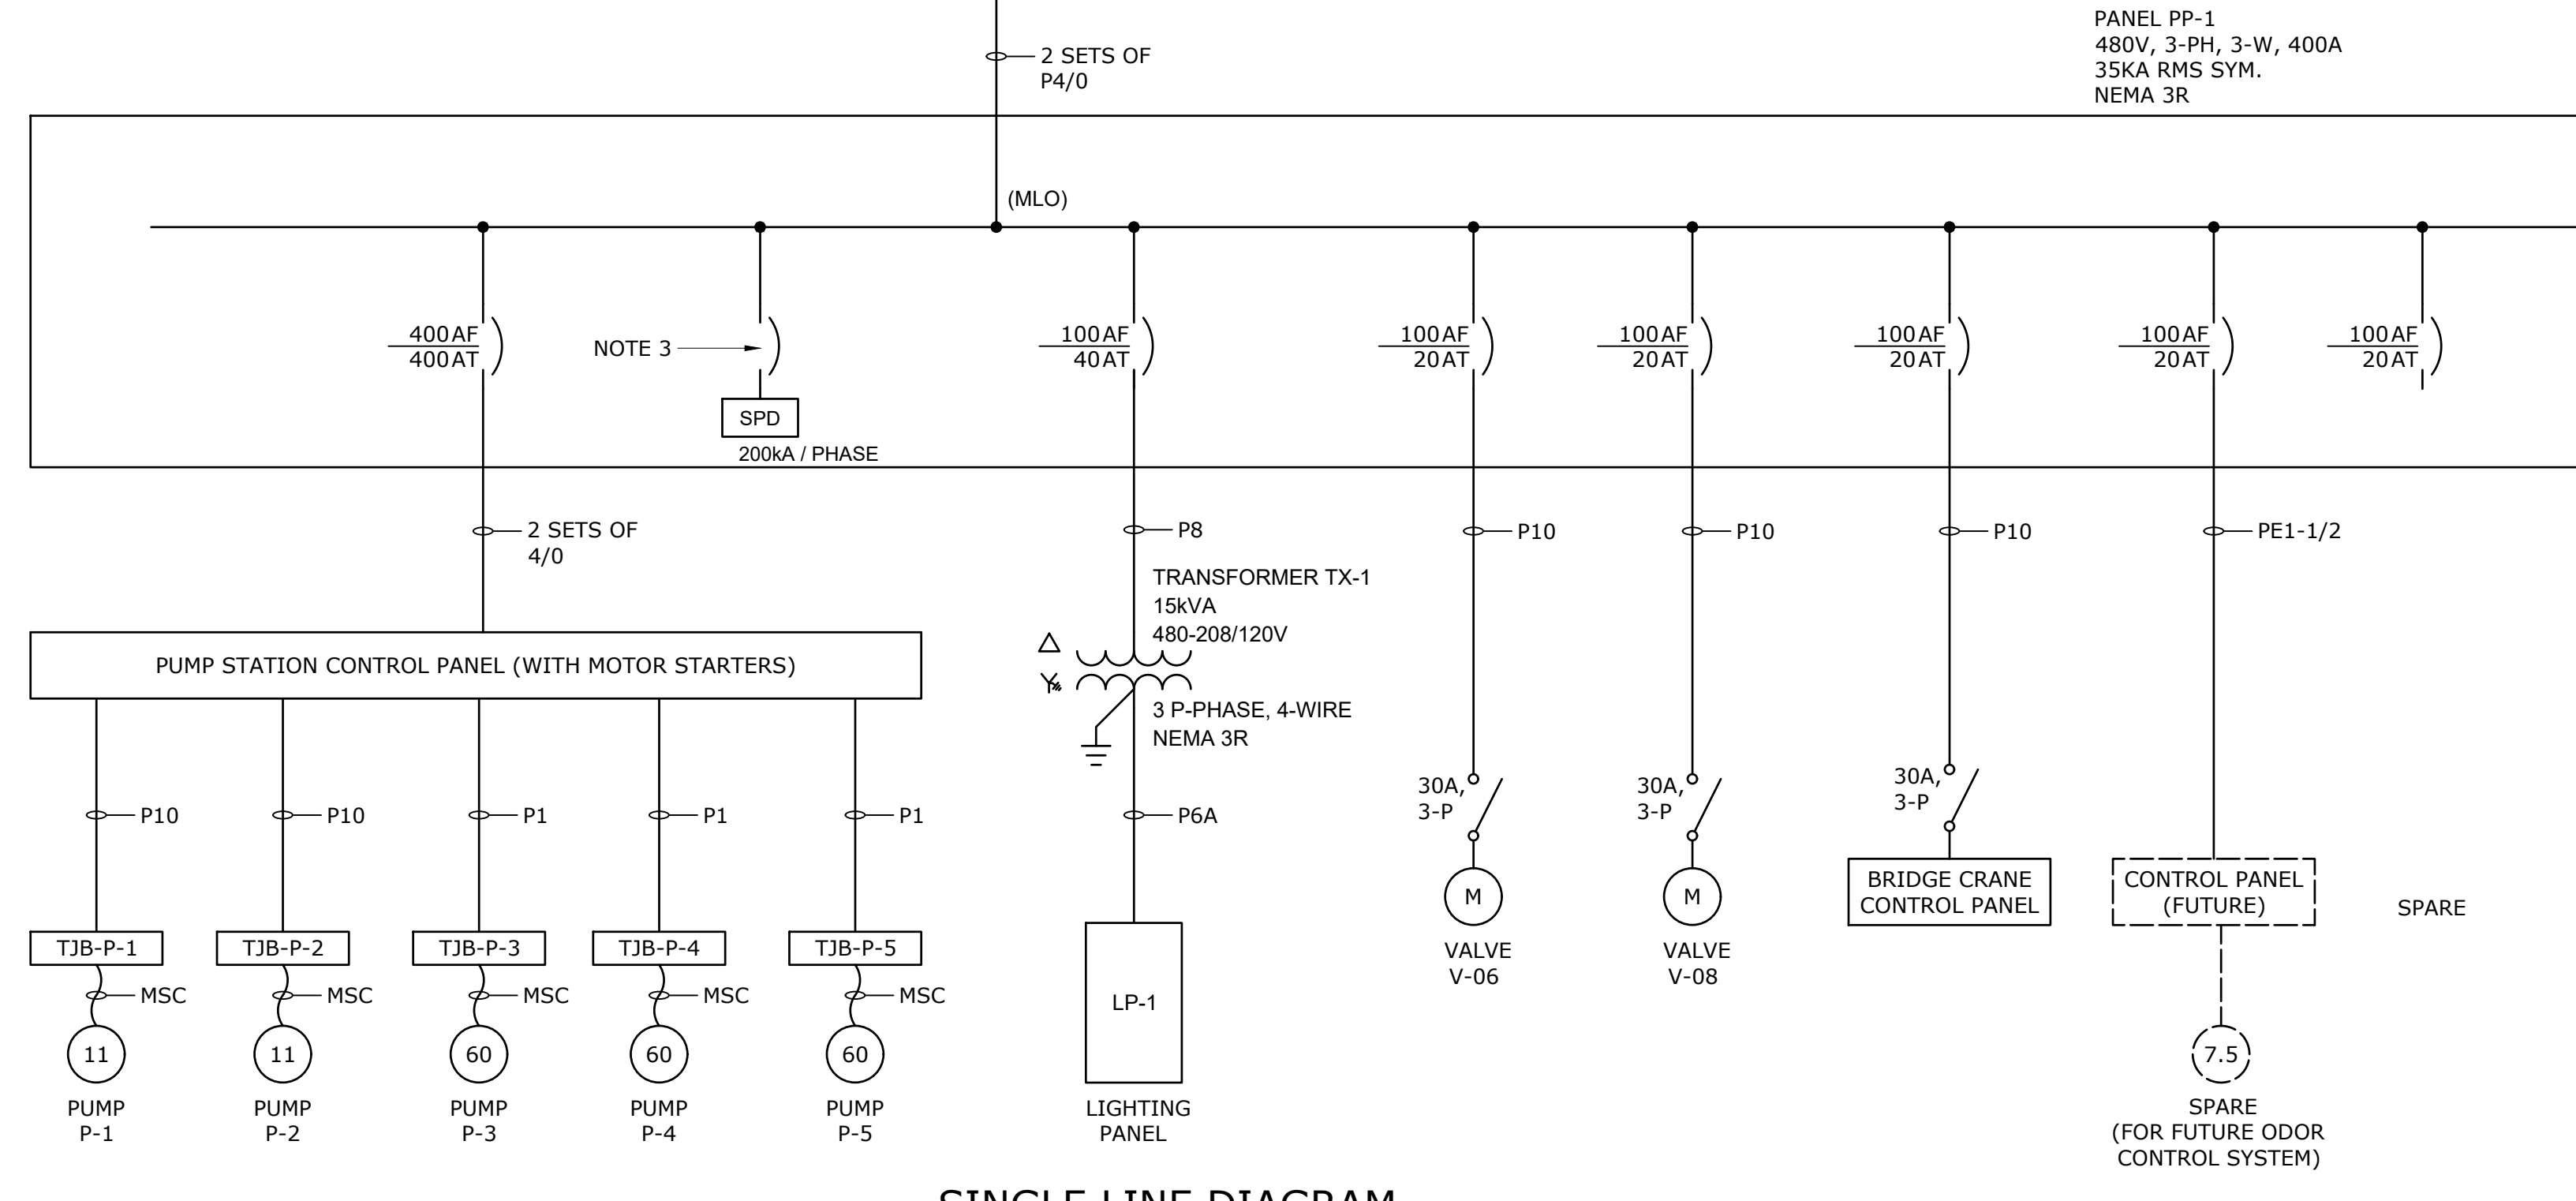 PANEL PP-1
480V, 3-PH, 3-W, 400A
35KA RMS SYM.
NEMA 3R
2 SETS OF
P4/0
(MLO)
400AF
400AT
NOTE 3
SPD
200kA / PHASE
100AF
40AT
100AF
20AT
100AF
20AT
100AF
20AT
100AF
20AT
100AF
20AT
2 SETS OF
4/0
P8
P10
P10
P10
PE1-1/2
TRANSFORMER TX-1
15kVA
480-208/120V
3 P-PHASE, 4-WIRE
NEMA 3R
PUMP STATION CONTROL PANEL (WITH MOTOR STARTERS)
P10
P10
P1
P1
P1
P6A
30A,
3-P
30A,
3-P
30A,
3-P
M
VALVE
V-06
M
VALVE
V-08
BRIDGE CRANE
CONTROL PANEL
CONTROL PANEL
(FUTURE)
SPARE
TJB-P-1
TJB-P-2
TJB-P-3
TJB-P-4
TJB-P-5
MSC
MSC
MSC
MSC
MSC
LP-1
11
11
60
60
60
7.5
PUMP
P-1
PUMP
P-2
PUMP
P-3
PUMP
P-4
PUMP
P-5
LIGHTING
PANEL
SPARE
(FOR FUTURE ODOR
CONTROL SYSTEM)
SINGLE LINE DIAGRAM